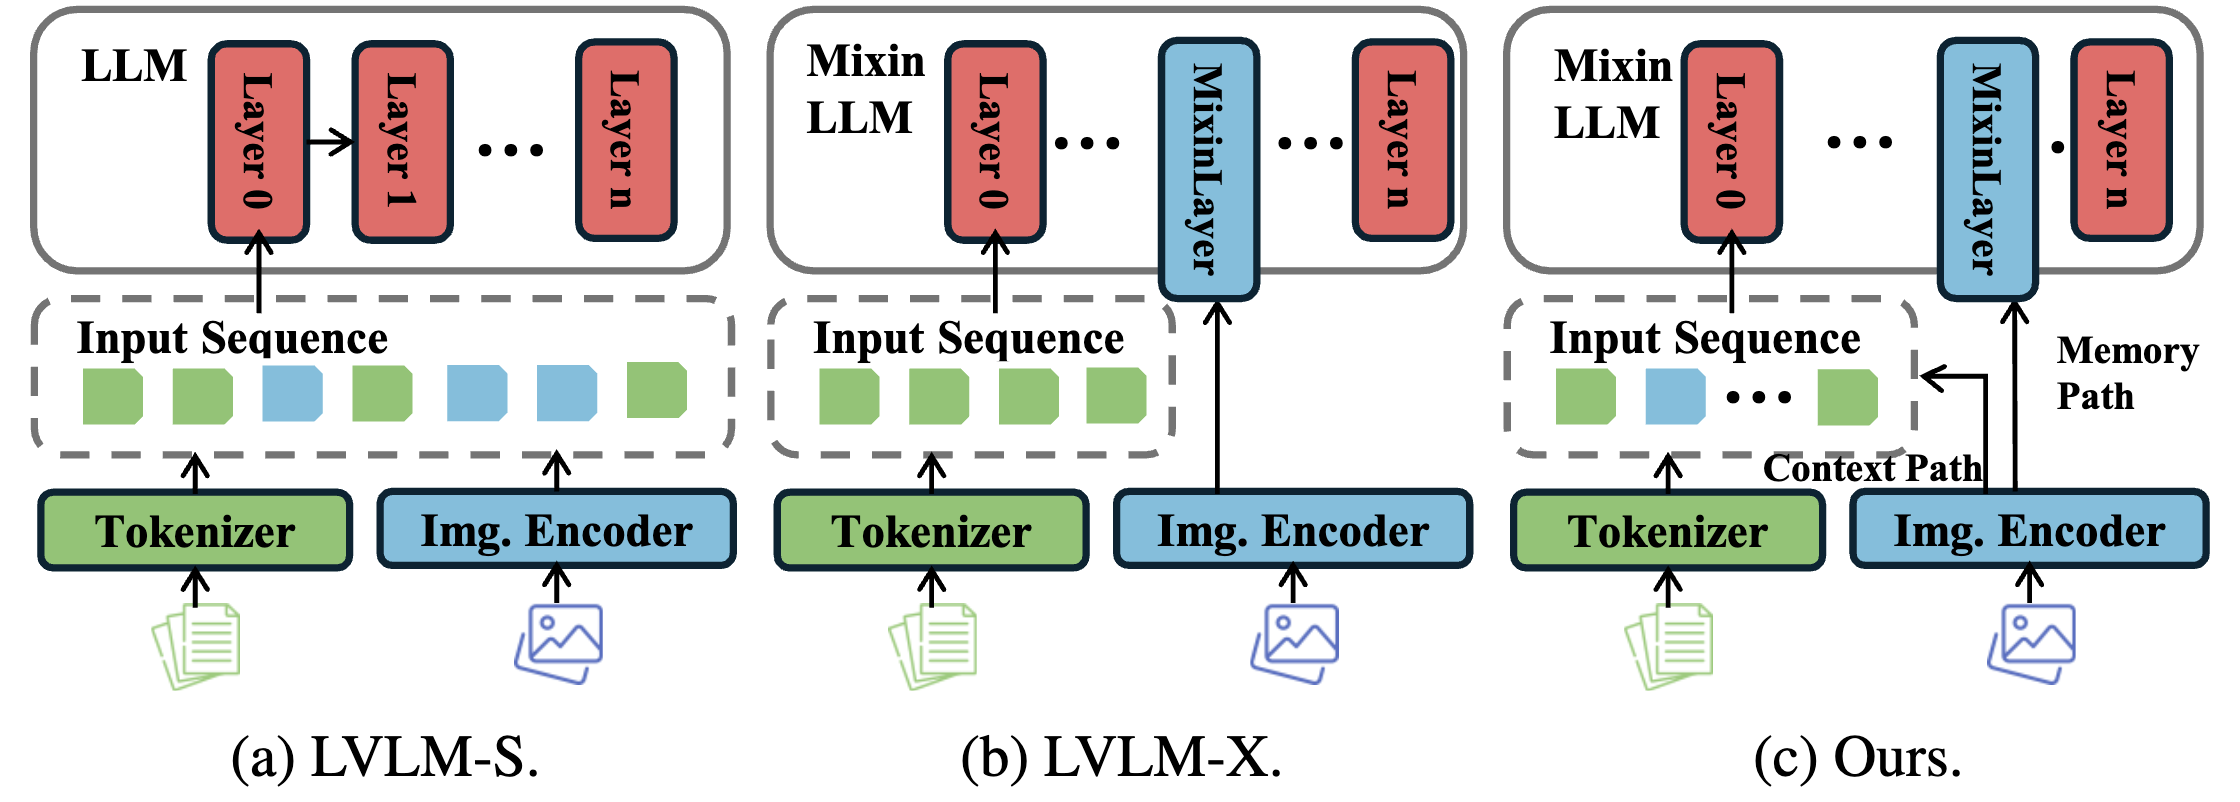 LLM
Layer 0
Layer 1
...
Layer n
Input Sequence
Tokenizer
Img. Encoder
(a) LVLM-S.
Mixin
LLM
Layer 0
...
MixinLayer
...
Layer n
Input Sequence
Tokenizer
Img. Encoder
(b) LVLM-X.
Mixin
LLM
Layer 0
...
MixinLayer
.
Layer n
Input Sequence
...
Memory
Path
Context Path
Tokenizer
Img. Encoder
(c) Ours.